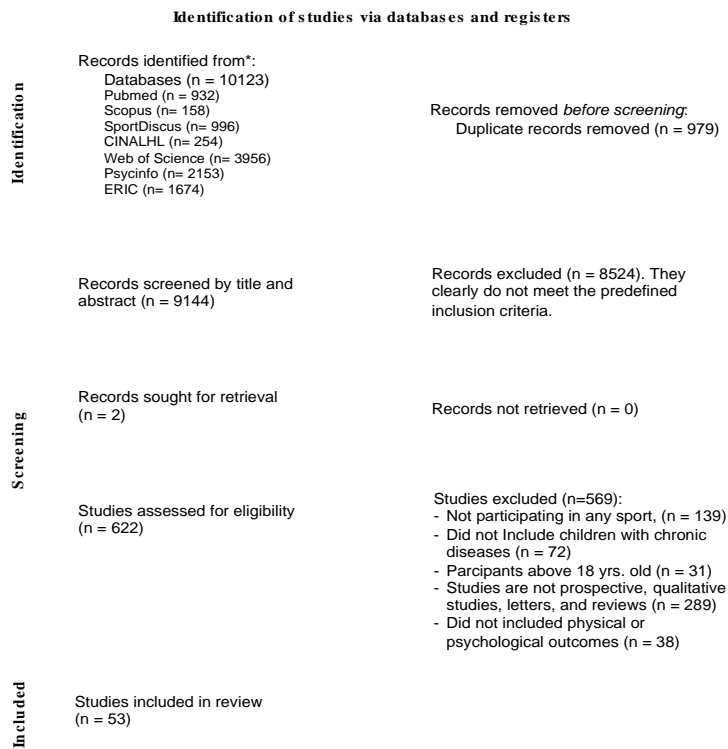 Identification of studies via databases and registers
Identification
Records identified from*:
Databases (n = 10123)
Pubmed (n = 932)
Scopus (n= 158)
SportDiscus (n= 996)
CINALHL (n= 254)
Web of Science (n= 3956)
Psycinfo (n= 2153)
ERIC (n= 1674)
Records removed before screening:
Duplicate records removed (n = 979)
Screening
Records screened by title and
abstract (n = 9144)
Records excluded (n = 8524). They
clearly do not meet the predefined
inclusion criteria.
Records sought for retrieval
(n = 2)
Records not retrieved (n = 0)
Studies assessed for eligibility
(n = 622)
Studies excluded (n=569):
- Not participating in any sport, (n = 139)
- Did not Include children with chronic
diseases (n = 72)
- Parcipants above 18 yrs. old (n = 31)
- Studies are not prospective, qualitative
studies, letters, and reviews (n = 289)
- Did not included physical or
psychological outcomes (n = 38)
Included
Studies included in review
(n = 53)